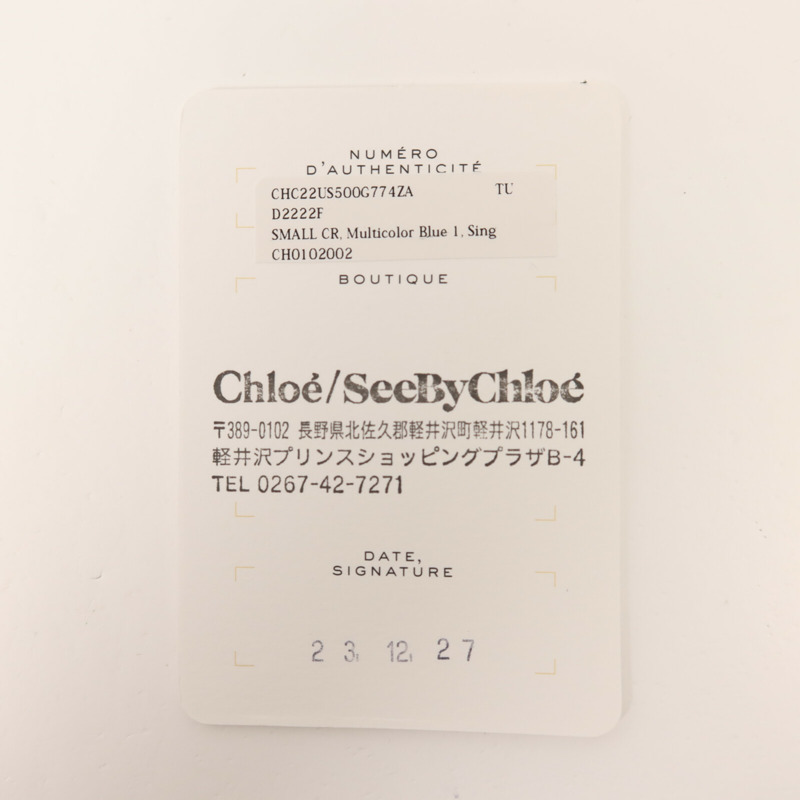 NUMÉRO
D'AUTHENTICITÉ
CHC22US500G774ZA TU
D2222F
SMALL CR, Multicolor Blue 1, Sing
CH0102002
BOUTIQUE
Chloé/SeeByChloé
〒389-0102 長野県北佐久郡軽井沢町軽井沢1178-161
軽井沢プリンスショッピングプラザB-4
TEL 0267-42-7271
DATE,
SIGNATURE
23. 12. 27